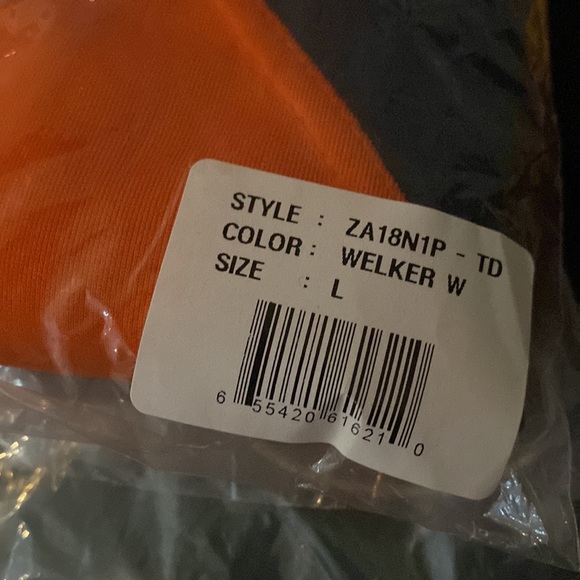 STYLE : ZA18N1P - TD
COLOR : WELKER W
SIZE : L
6 55420 61621 0